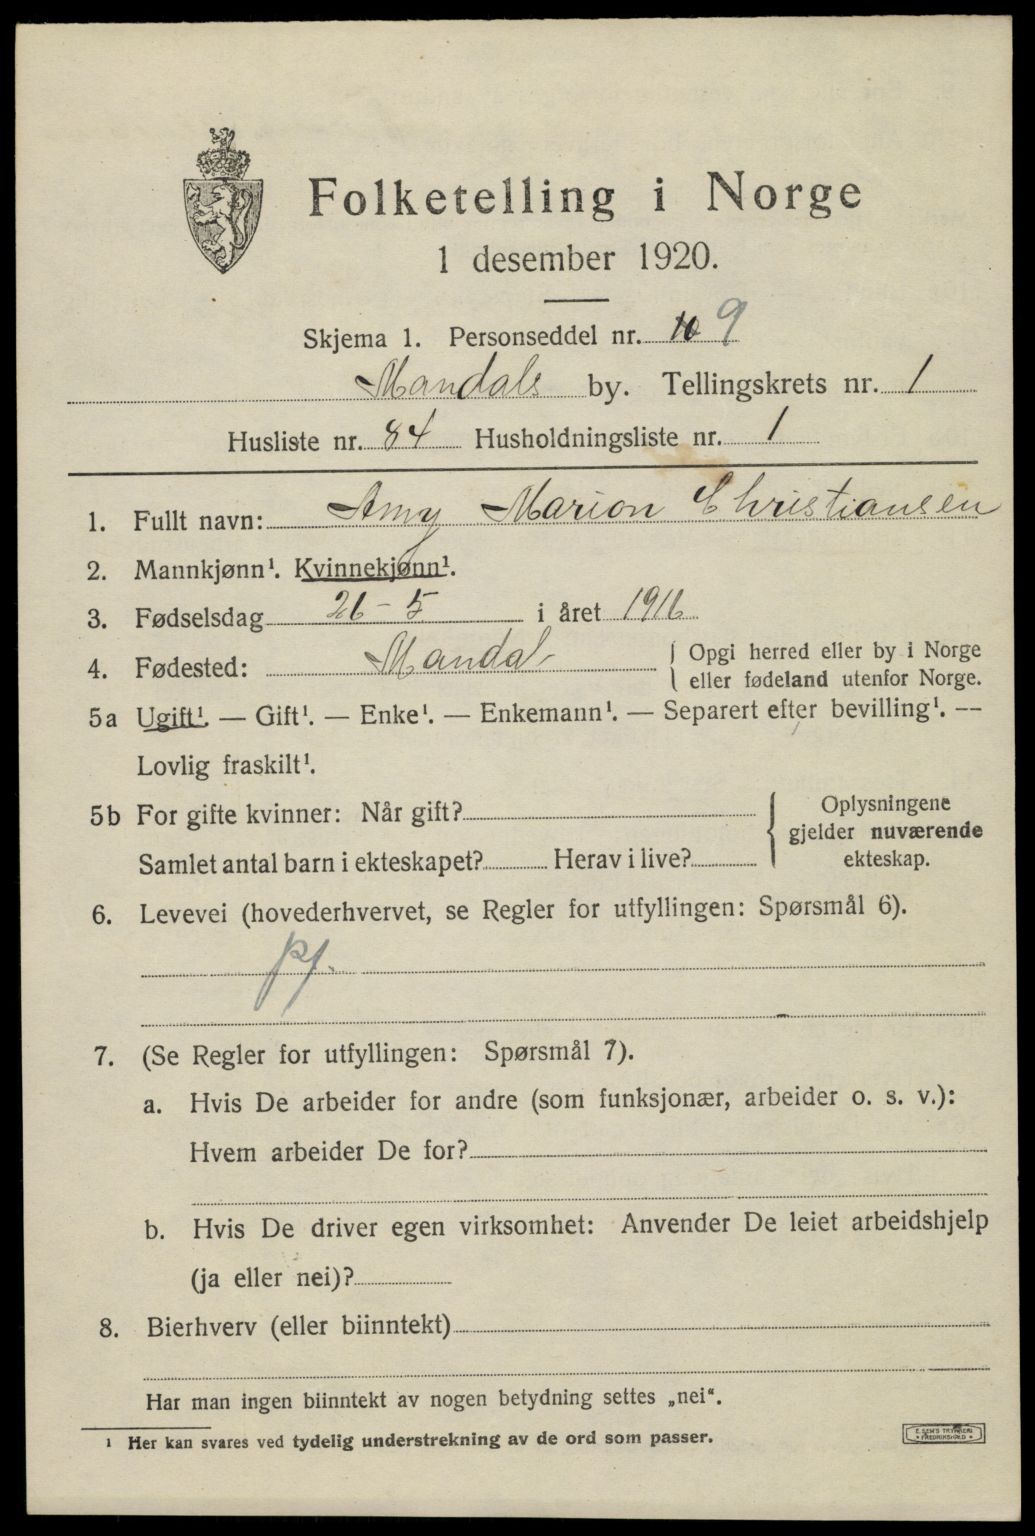 Folketelling i Norge
1 desember 1920.
Skjema 1. Personseddel nr. 10 9
Mandals by. Tellingskrets nr. 1
Husliste nr. 84 Husholdningsliste nr. 1
1. Fullt navn: Amy Marion Christiansen
2. Mannkjønn¹. Kvinnekjønn¹.
3. Fødselsdag 26-5 i året 1916
4. Fødested: Mandal
Opgi herred eller by i Norge
eller fødeland utenfor Norge.
5a Ugift¹. — Gift¹. — Enke¹. — Enkemann¹. — Separert efter bevilling¹. —
Lovlig fraskilt¹.
5b For gifte kvinner: Når gift?
Samlet antal barn i ekteskapet? Herav i live?
Oplysningene
gjelder nuværende
ekteskap.
6. Levevei (hovederhvervet, se Regler for utfyllingen: Spørsmål 6).
pf.
7. (Se Regler for utfyllingen: Spørsmål 7).
a. Hvis De arbeider for andre (som funksjonær, arbeider o. s. v.):
Hvem arbeider De for?
b. Hvis De driver egen virksomhet: Anvender De leiet arbeidshjelp
(ja eller nei)?
8. Bierhverv (eller biinntekt)
Har man ingen biinntekt av nogen betydning settes „nei“.
¹ Her kan svares ved tydelig understrekning av de ord som passer.
E. SEM'S TRYKKERI
FREDRIKSHALD